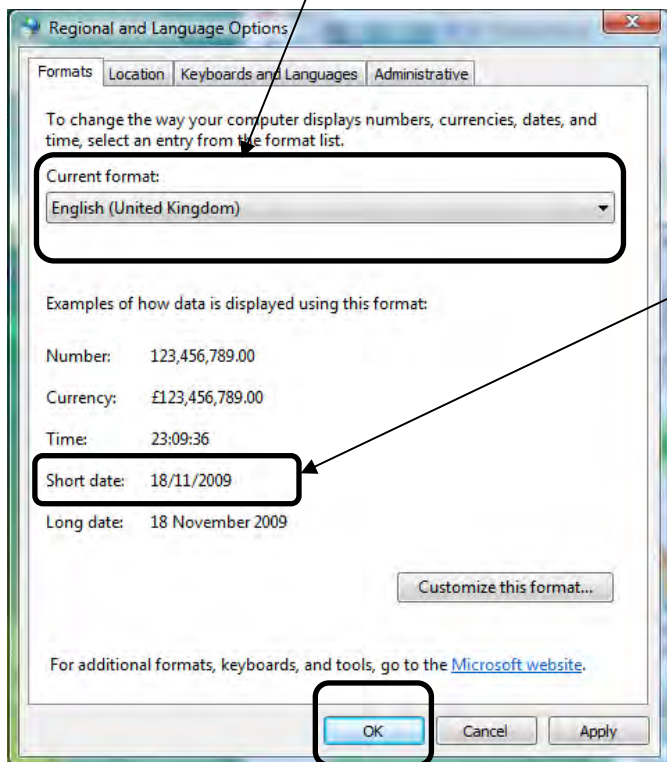 Regional and Language Options
Formats Location Keyboards and Languages Administrative
To change the way your computer displays numbers, currencies, dates, and
time, select an entry from the format list.
Current format:
English (United Kingdom)
Examples of how data is displayed using this format:
Number: 123,456,789.00
Currency: £123,456,789.00
Time: 23:09:36
Short date: 18/11/2009
Long date: 18 November 2009
Customize this format...
For additional formats, keyboards, and tools, go to the Microsoft website.
OK Cancel Apply